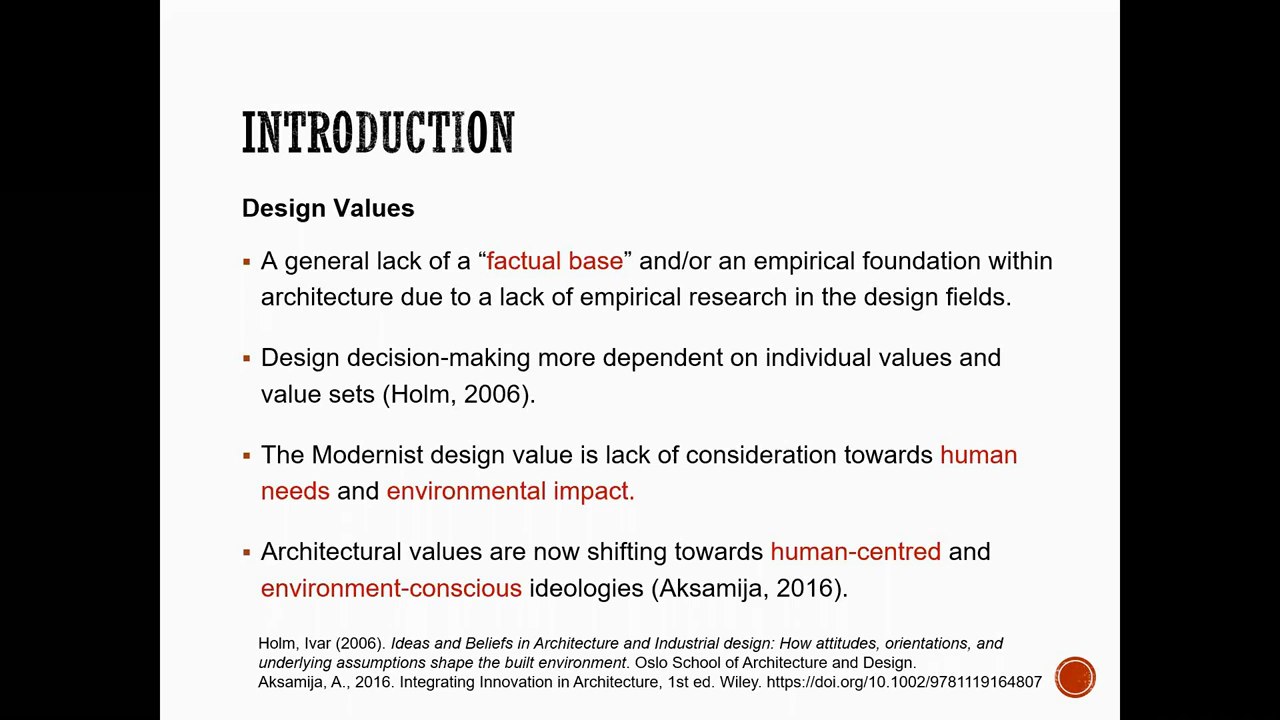 INTRODUCTION
Design Values
▪ A general lack of a “factual base” and/or an empirical foundation within
architecture due to a lack of empirical research in the design fields.
▪ Design decision-making more dependent on individual values and
value sets (Holm, 2006).
▪ The Modernist design value is lack of consideration towards human
needs and environmental impact.
▪ Architectural values are now shifting towards human-centred and
environment-conscious ideologies (Aksamija, 2016).
Holm, Ivar (2006). Ideas and Beliefs in Architecture and Industrial design: How attitudes, orientations, and
underlying assumptions shape the built environment. Oslo School of Architecture and Design.
Aksamija, A., 2016. Integrating Innovation in Architecture, 1st ed. Wiley. https://doi.org/10.1002/9781119164807